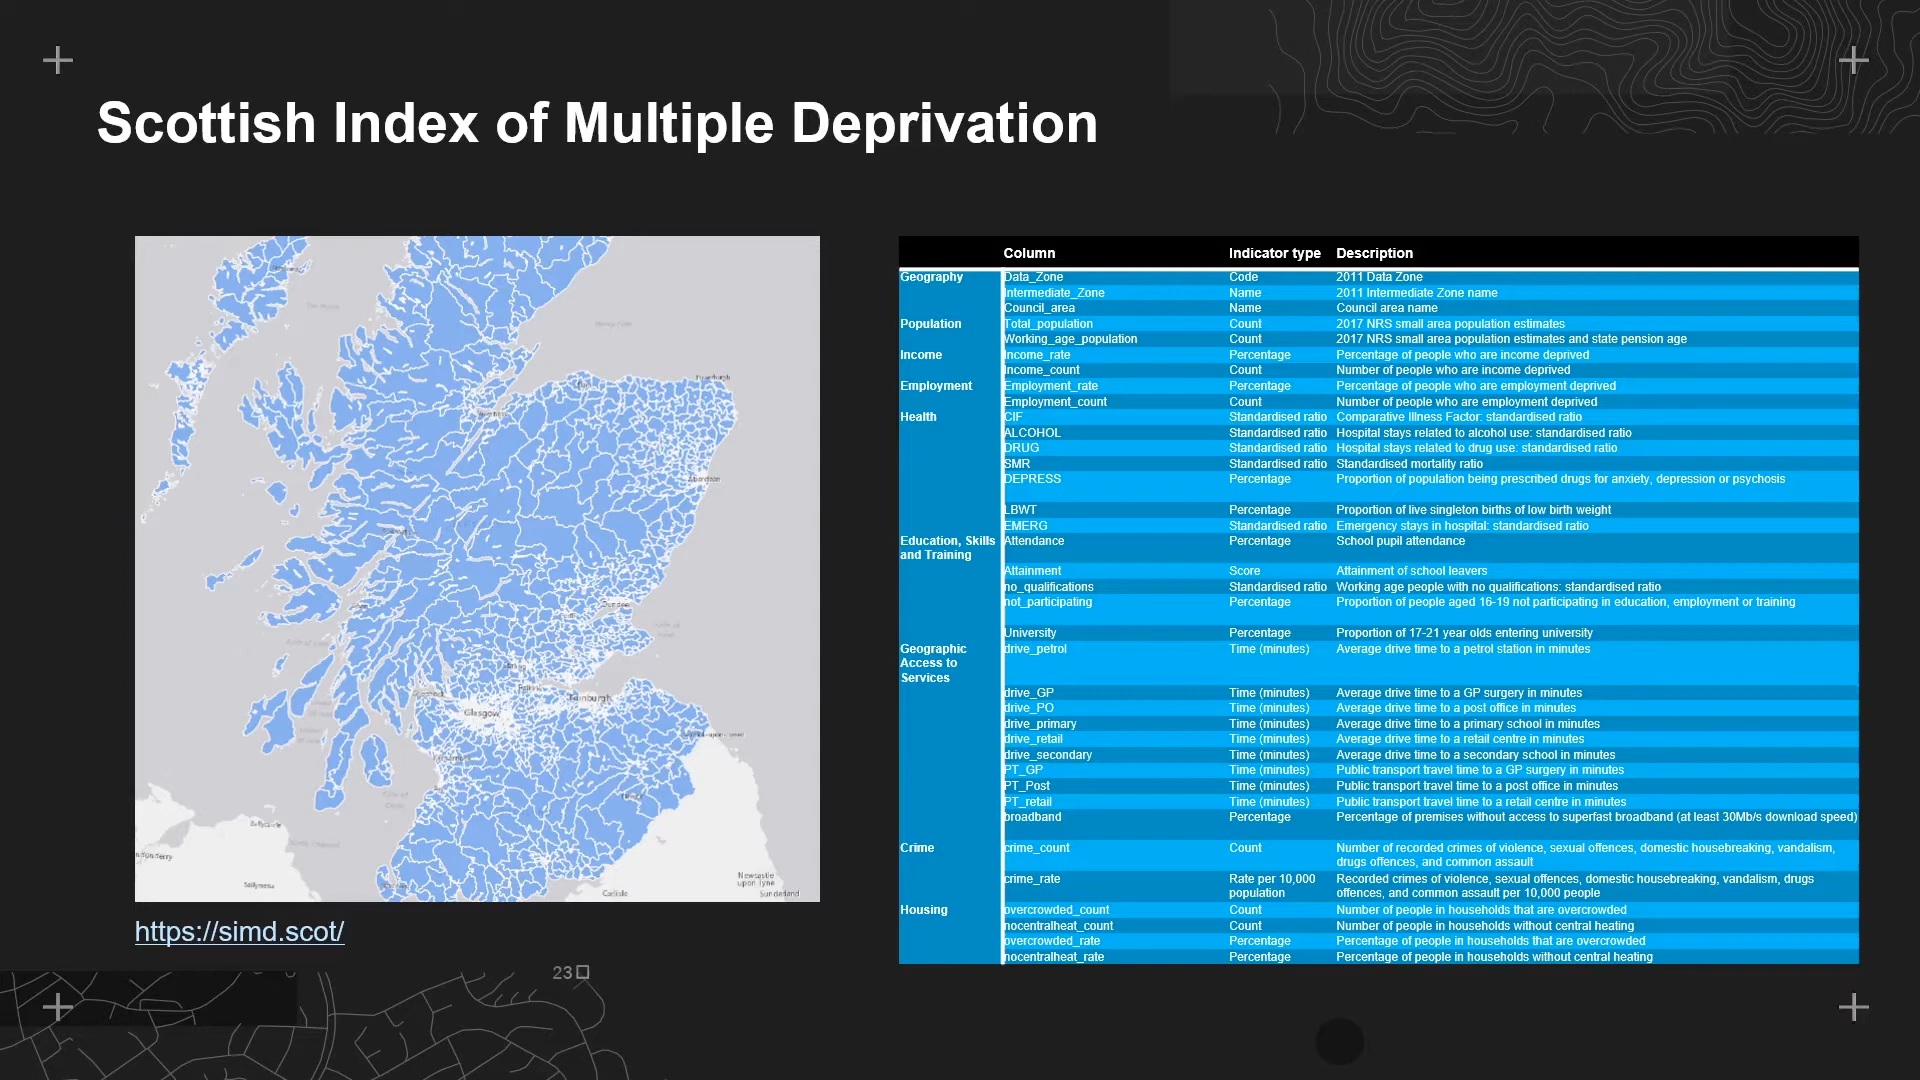 Scottish Index of Multiple Deprivation
Aberdeen
Dundee
Stirling
Falkirk
Edinburgh
Glasgow
Ballymena
Carlisle
Newcastle
upon Tyne
Sunderland
https://simd.scot/
23
Column Indicator type Description
Geography Data_Zone Code 2011 Data Zone
Intermediate_Zone Name 2011 Intermediate Zone name
Council_area Name Council area name
Population Total_population Count 2017 NRS small area population estimates
Working_age_population Count 2017 NRS small area population estimates and state pension age
Income Income_rate Percentage Percentage of people who are income deprived
Income_count Count Number of people who are income deprived
Employment Employment_rate Percentage Percentage of people who are employment deprived
Employment_count Count Number of people who are employment deprived
Health CIF Standardised ratio Comparative Illness Factor: standardised ratio
ALCOHOL Standardised ratio Hospital stays related to alcohol use: standardised ratio
DRUG Standardised ratio Hospital stays related to drug use: standardised ratio
SMR Standardised ratio Standardised mortality ratio
DEPRESS Percentage Proportion of population being prescribed drugs for anxiety, depression or psychosis
LBWT Percentage Proportion of live singleton births of low birth weight
EMERG Standardised ratio Emergency stays in hospital: standardised ratio
Education, Skills Attendance Percentage School pupil attendance
and Training
Attainment Score Attainment of school leavers
no_qualifications Standardised ratio Working age people with no qualifications: standardised ratio
not_participating Percentage Proportion of people aged 16-19 not participating in education, employment or training
University Percentage Proportion of 17-21 year olds entering university
Geographic drive_petrol Time (minutes) Average drive time to a petrol station in minutes
Access to
Services
drive_GP Time (minutes) Average drive time to a GP surgery in minutes
drive_PO Time (minutes) Average drive time to a post office in minutes
drive_primary Time (minutes) Average drive time to a primary school in minutes
drive_retail Time (minutes) Average drive time to a retail centre in minutes
drive_secondary Time (minutes) Average drive time to a secondary school in minutes
PT_GP Time (minutes) Public transport travel time to a GP surgery in minutes
PT_Post Time (minutes) Public transport travel time to a post office in minutes
PT_retail Time (minutes) Public transport travel time to a retail centre in minutes
broadband Percentage Percentage of premises without access to superfast broadband (at least 30Mb/s download speed)
Crime crime_count Count Number of recorded crimes of violence, sexual offences, domestic housebreaking, vandalism,
drugs offences, and common assault
crime_rate Rate per 10,000 Recorded crimes of violence, sexual offences, domestic housebreaking, vandalism, drugs
population offences, and common assault per 10,000 people
Housing overcrowded_count Count Number of people in households that are overcrowded
nocentralheat_count Count Number of people in households without central heating
overcrowded_rate Percentage Percentage of people in households that are overcrowded
nocentralheat_rate Percentage Percentage of people in households without central heating